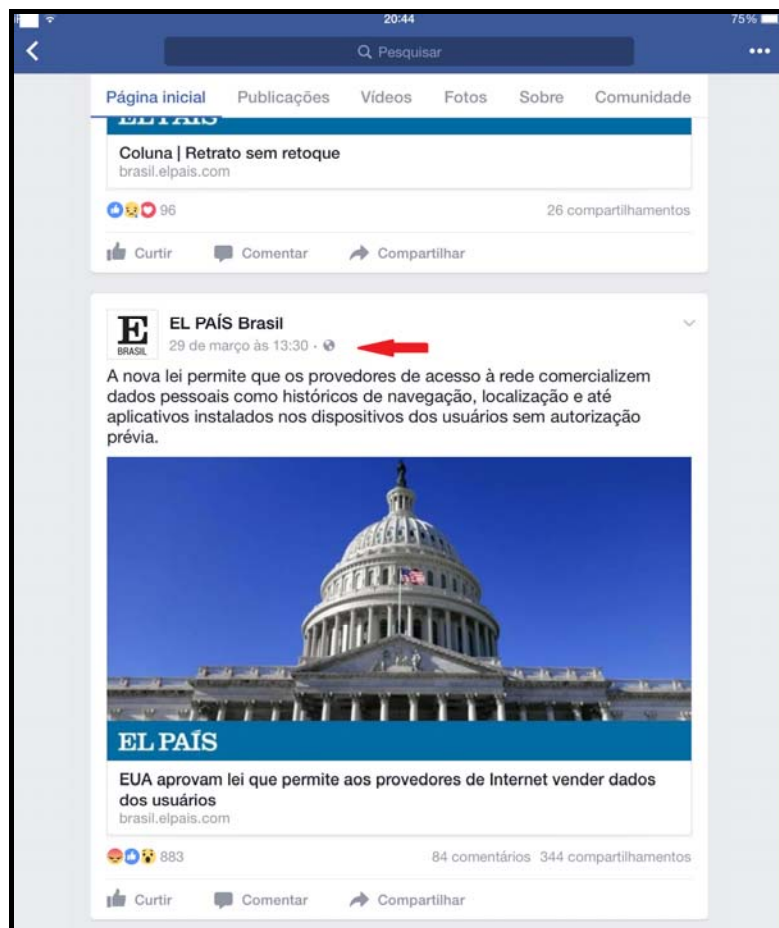 20:44
75%
Pesquisar
Página inicial Publicações Vídeos Fotos Sobre Comunidade
EL PAÍS
Coluna | Retrato sem retoque
brasil.elpais.com
96 26 compartilhamentos
Curtir Comentar Compartilhar
E
BRASIL
EL PAÍS Brasil
29 de março às 13:30 ·
A nova lei permite que os provedores de acesso à rede comercializem
dados pessoais como históricos de navegação, localização e até
aplicativos instalados nos dispositivos dos usuários sem autorização
prévia.
EL PAÍS
EUA aprovam lei que permite aos provedores de Internet vender dados
dos usuários
brasil.elpais.com
883 84 comentários 344 compartilhamentos
Curtir Comentar Compartilhar